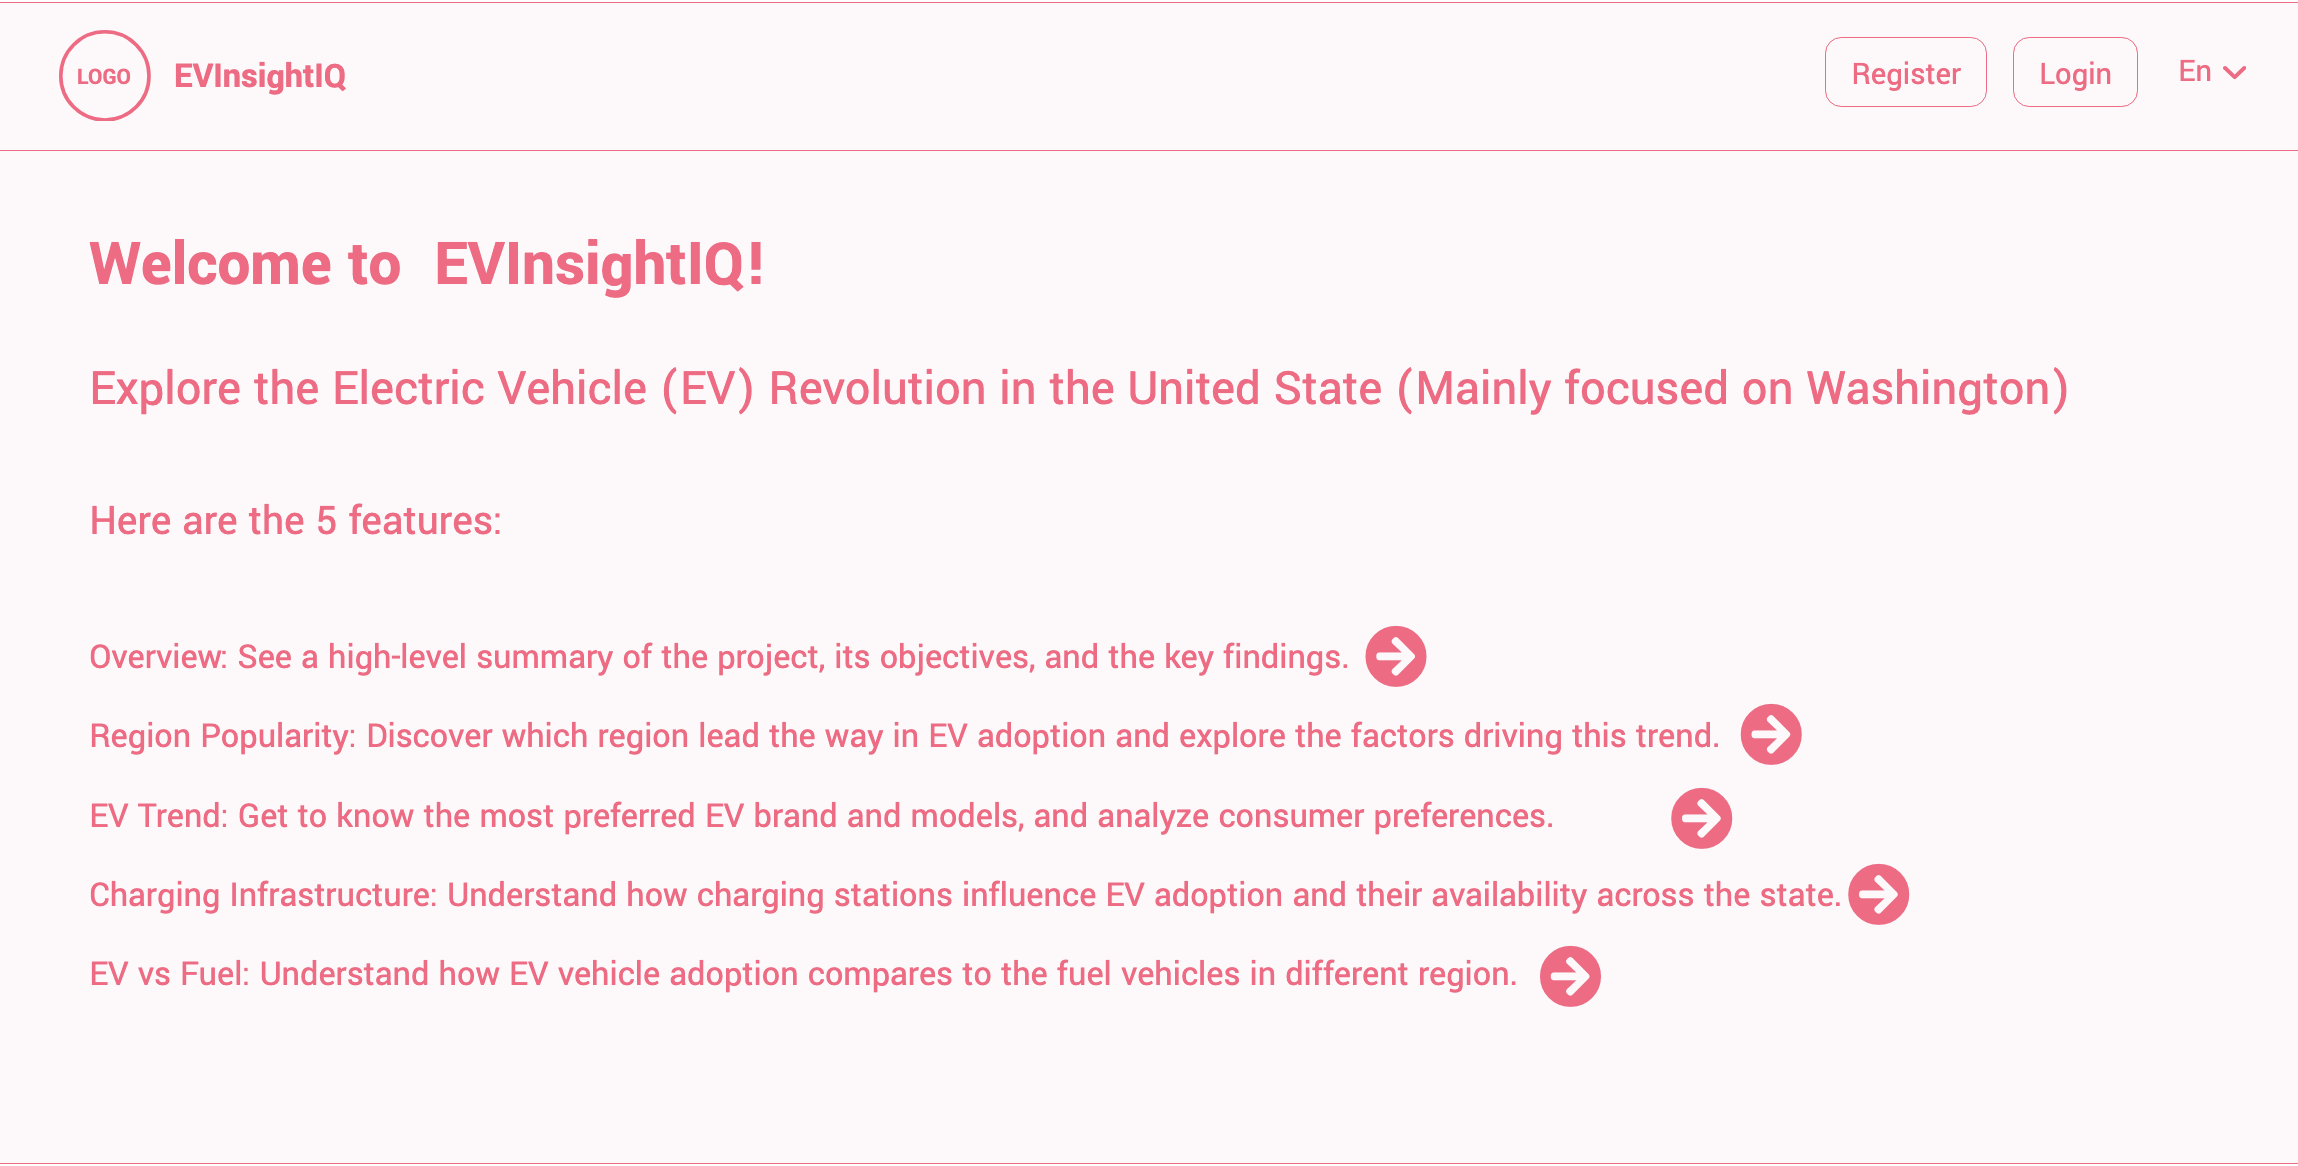 LOGO EVInsightIQ Register Login En
Welcome to EVInsightIQ!
Explore the Electric Vehicle (EV) Revolution in the United State (Mainly focused on Washington)
Here are the 5 features:
Overview: See a high-level summary of the project, its objectives, and the key findings.
Region Popularity: Discover which region lead the way in EV adoption and explore the factors driving this trend.
EV Trend: Get to know the most preferred EV brand and models, and analyze consumer preferences.
Charging Infrastructure: Understand how charging stations influence EV adoption and their availability across the state.
EV vs Fuel: Understand how EV vehicle adoption compares to the fuel vehicles in different region.